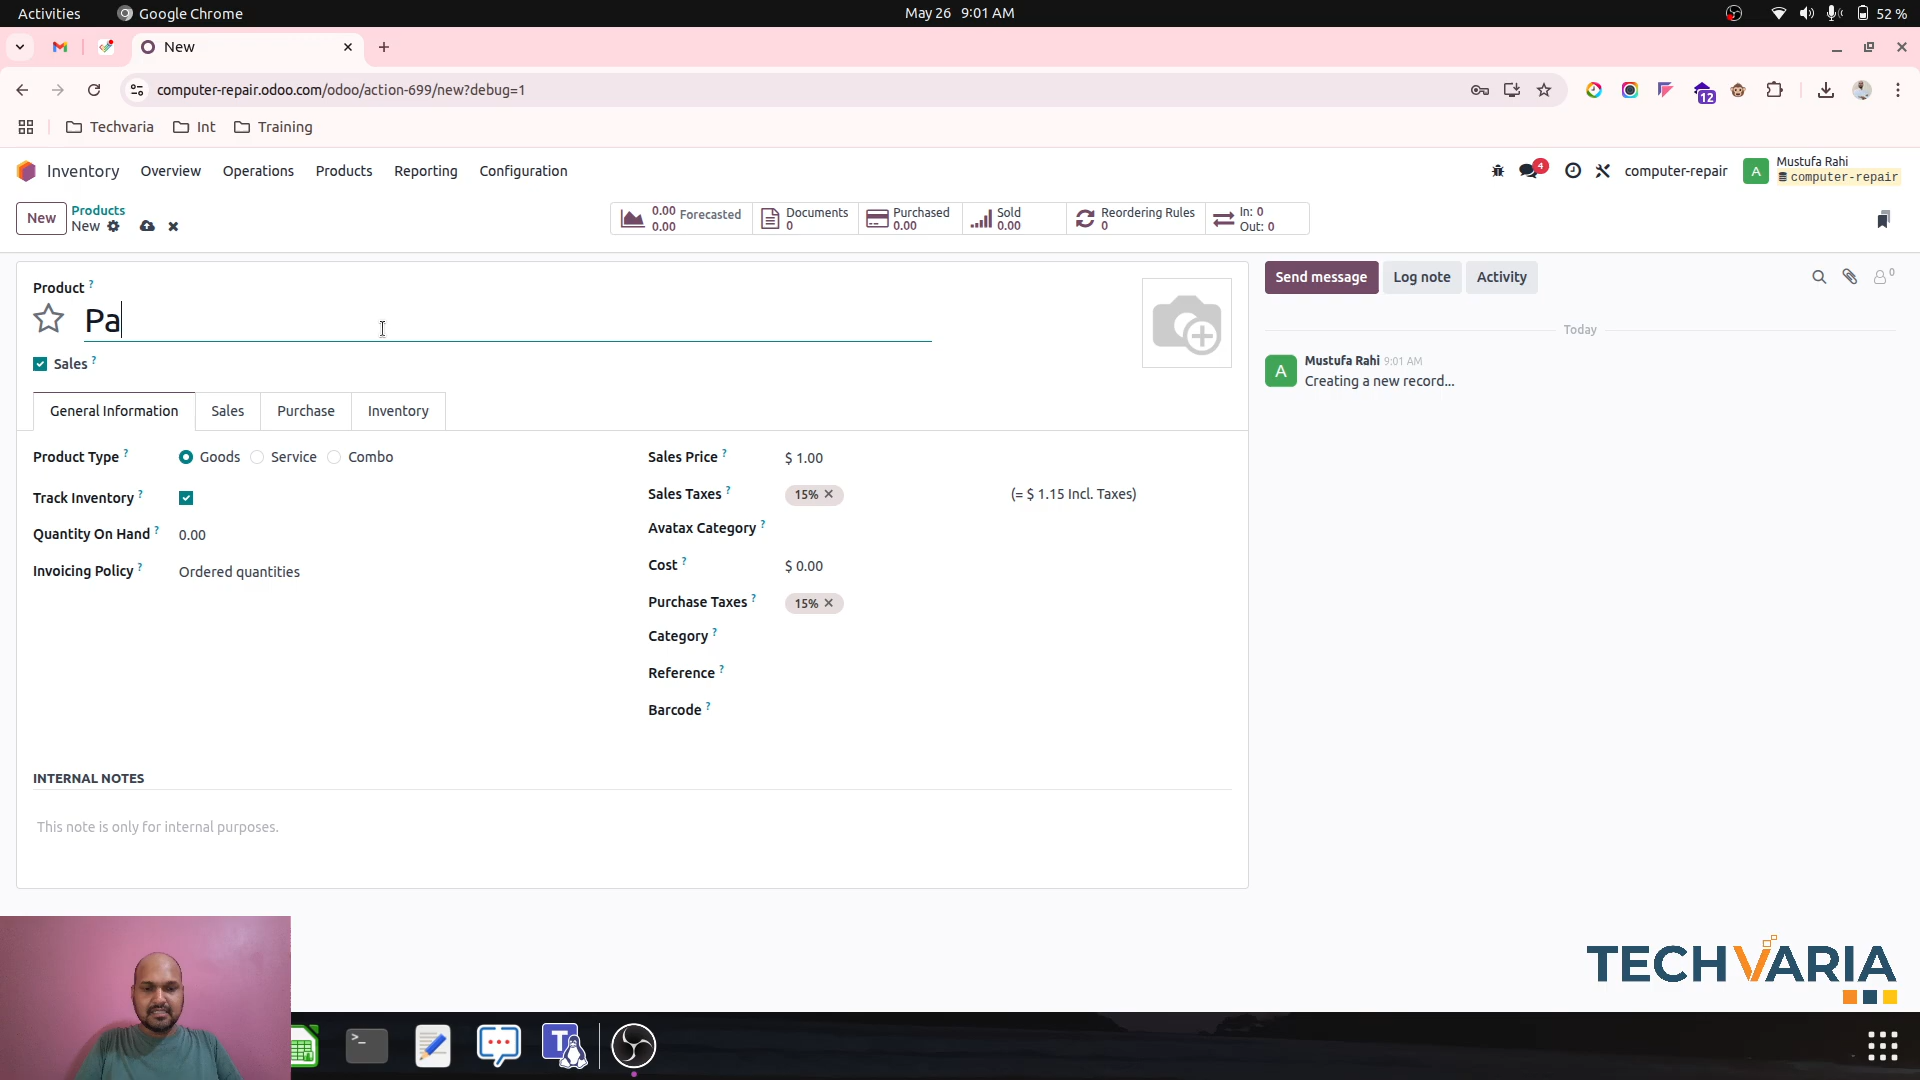 Activities
Google Chrome
May 26 9:01 AM
52 %
New
computer-repair.odoo.com/odoo/action-699/new?debug=1
12
Techvaria
Int
Training
Inventory
Overview
Operations
Products
Reporting
Configuration
4
computer-repair
A
Mustufa Rahi
computer-repair
New
Products
New
0.00 Forecasted
0.00
Documents
0
Purchased
0.00
Sold
0.00
Reordering Rules
0
In: 0
Out: 0
Product ?
Pa
Sales ?
Send message
Log note
Activity
0
Today
A
Mustufa Rahi 9:01 AM
Creating a new record...
General Information
Sales
Purchase
Inventory
Product Type ?
Goods
Service
Combo
Track Inventory ?
Quantity On Hand ?
0.00
Invoicing Policy ?
Ordered quantities
Sales Price ?
$ 1.00
Sales Taxes ?
15%
(= $ 1.15 Incl. Taxes)
Avatax Category ?
Cost ?
$ 0.00
Purchase Taxes ?
15%
Category ?
Reference ?
Barcode ?
INTERNAL NOTES
This note is only for internal purposes.
TECHVARIA
>_
T